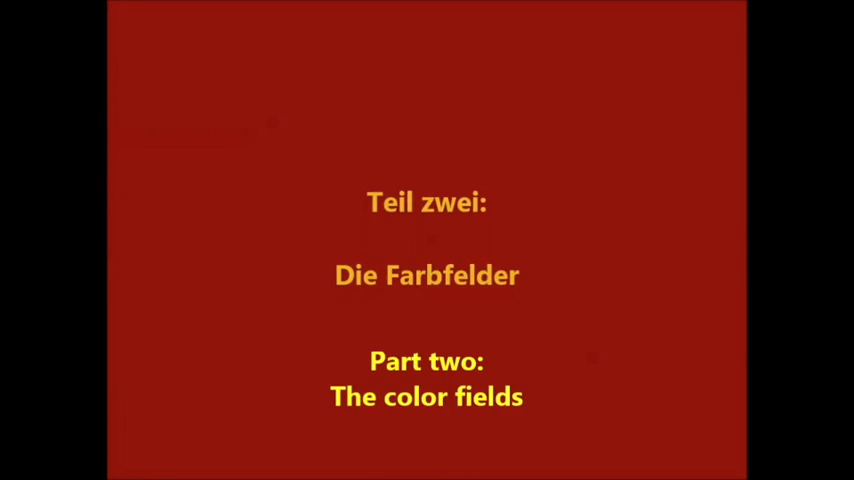 Teil zwei:
Die Farbfelder
Part two:
The color fields